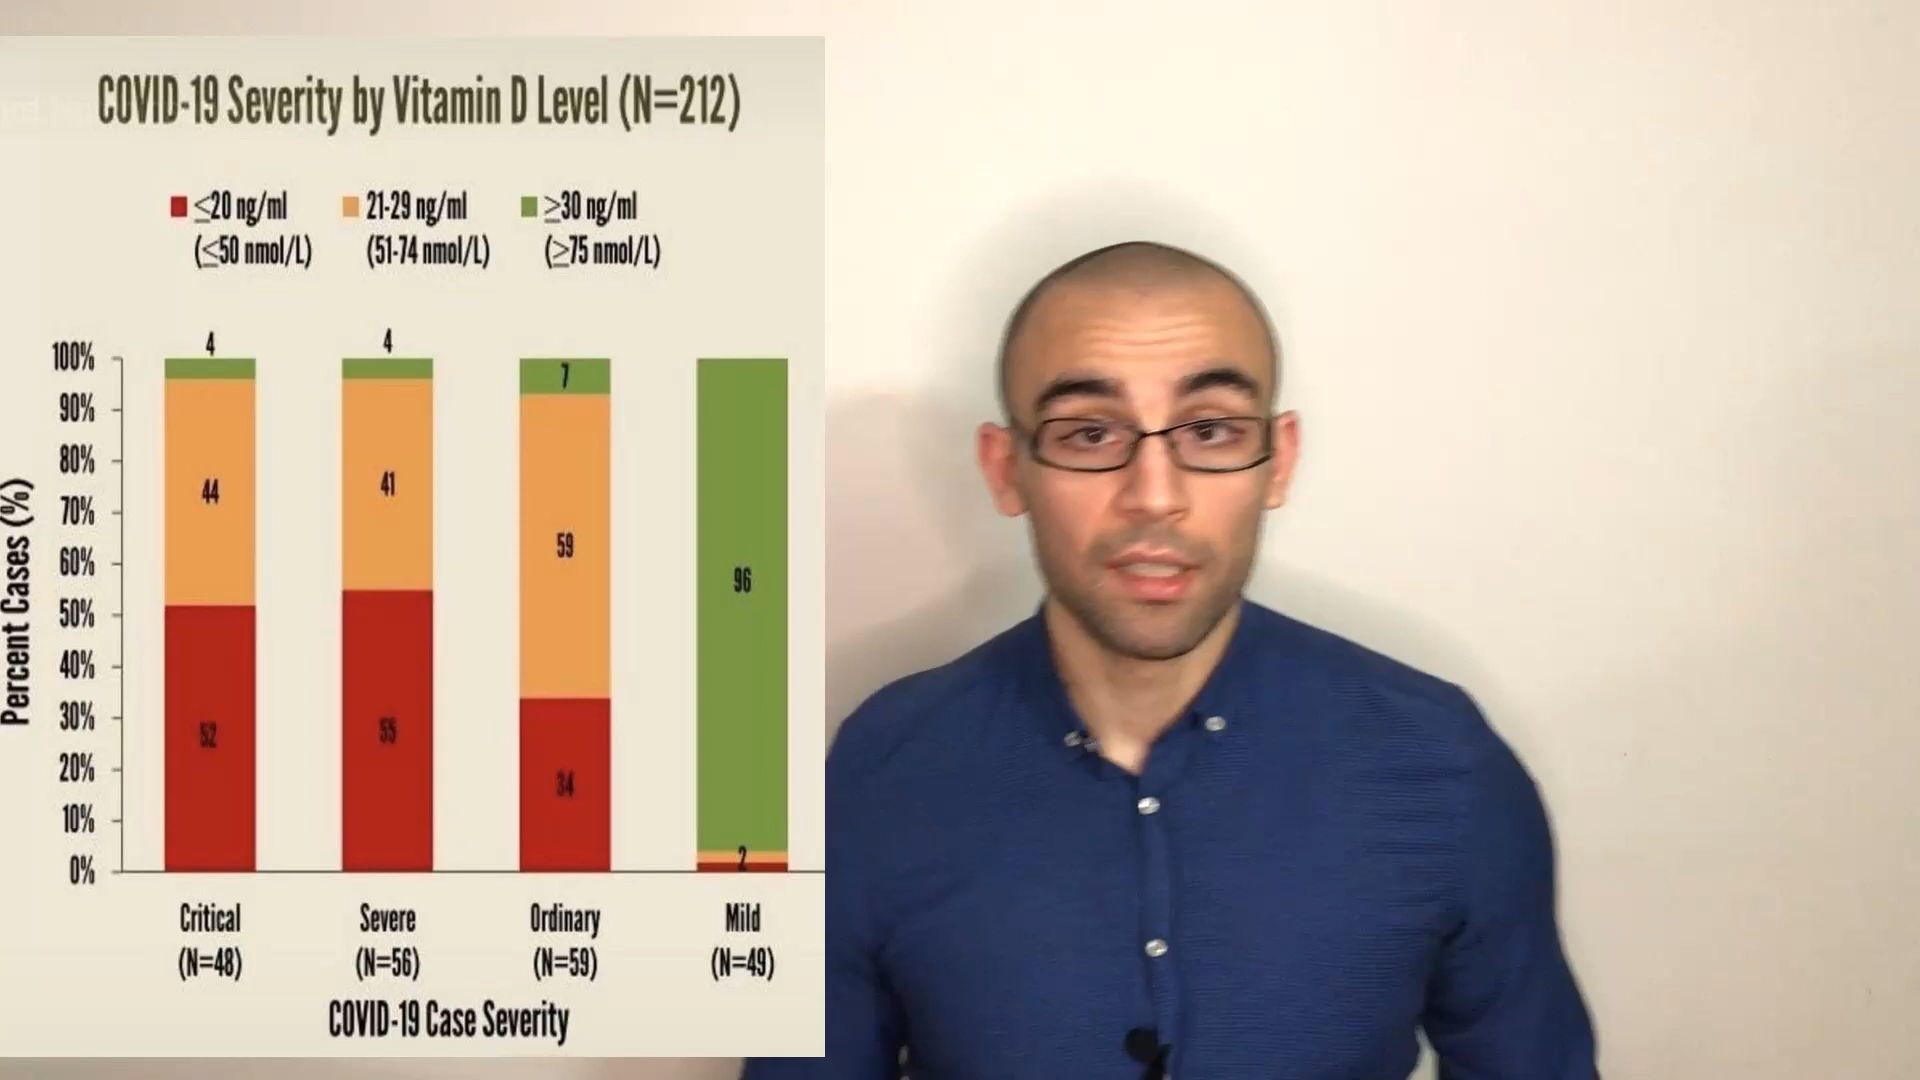 COVID-19 Severity by Vitamin D Level (N=212)
≤20 ng/ml
(≤50 nmol/L)
21-29 ng/ml
(51-74 nmol/L)
≥30 ng/ml
(≥75 nmol/L)
Percent Cases (%)
100%
90%
80%
70%
60%
50%
40%
30%
20%
10%
0%
4
44
52
4
41
55
7
59
34
96
2
Critical
(N=48)
Severe
(N=56)
Ordinary
(N=59)
Mild
(N=49)
COVID-19 Case Severity